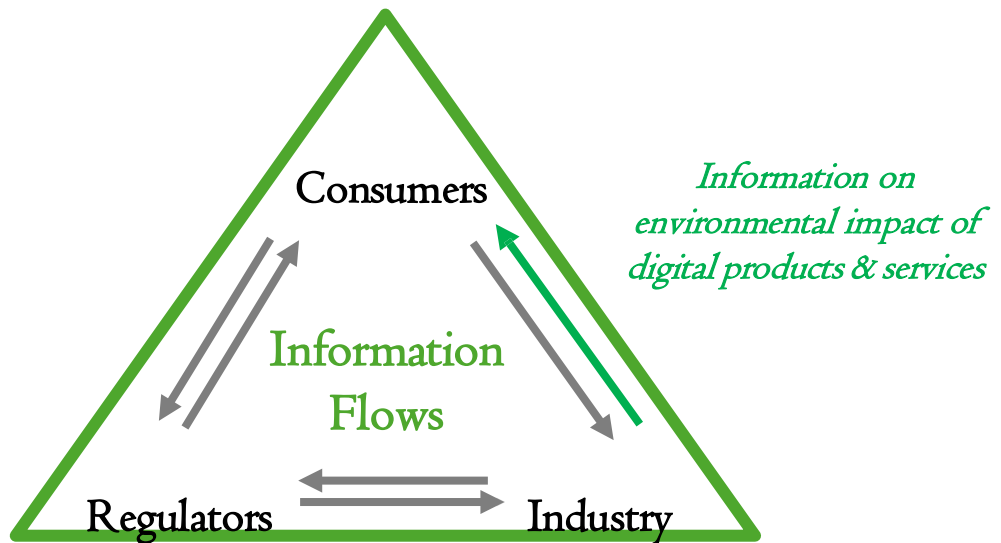 Consumers
Information on
environmental impact of
digital products & services
Information
Flows
Regulators
Industry